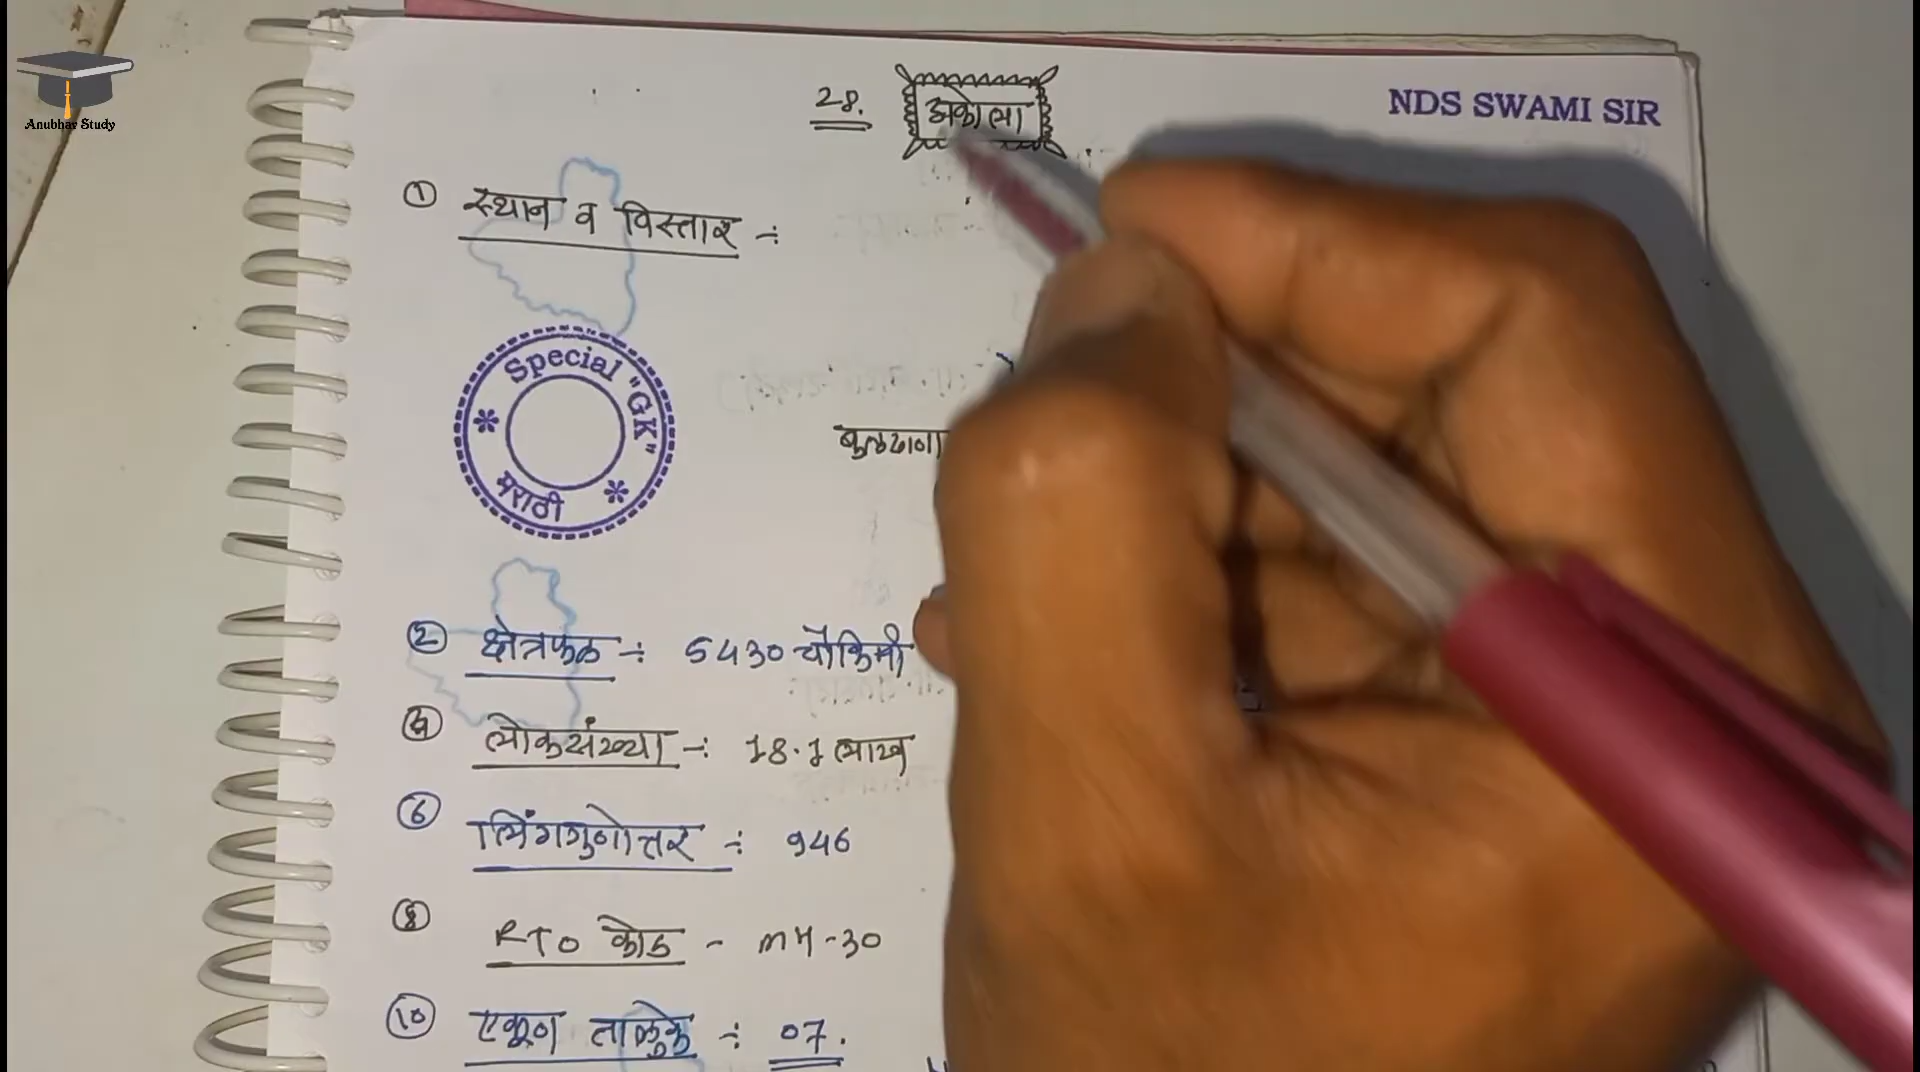 Anubhav Study
28. अकोला
NDS SWAMI SIR
① स्थान व विस्तार ÷
Special "GK"
मराठी
बुलढाणा
② क्षेत्रफळ ÷ 5430 चौकिमी
④ लोकसंख्या ÷ 18.1 लाख
⑥ लिंगगुणोत्तर ÷ 946
⑧ RTO कोड - MH-30
⑩ एकूण तालुके ÷ 07.